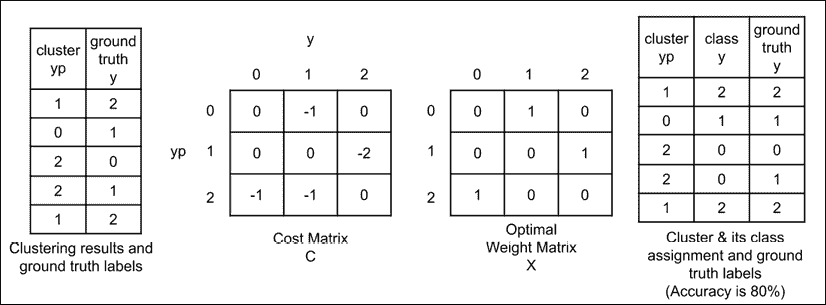 cluster yp ground truth y
1 2
0 1
2 0
2 1
1 2
Clustering results and
ground truth labels
y
0 1 2
0 0 -1 0
yp 1 0 0 -2
2 -1 -1 0
Cost Matrix
C
0 1 2
0 0 1 0
1 0 0 1
2 1 0 0
Optimal
Weight Matrix
X
cluster yp class y ground truth y
1 2 2
0 1 1
2 0 0
2 0 1
1 2 2
Cluster & its class
assignment and ground
truth labels
(Accuracy is 80%)